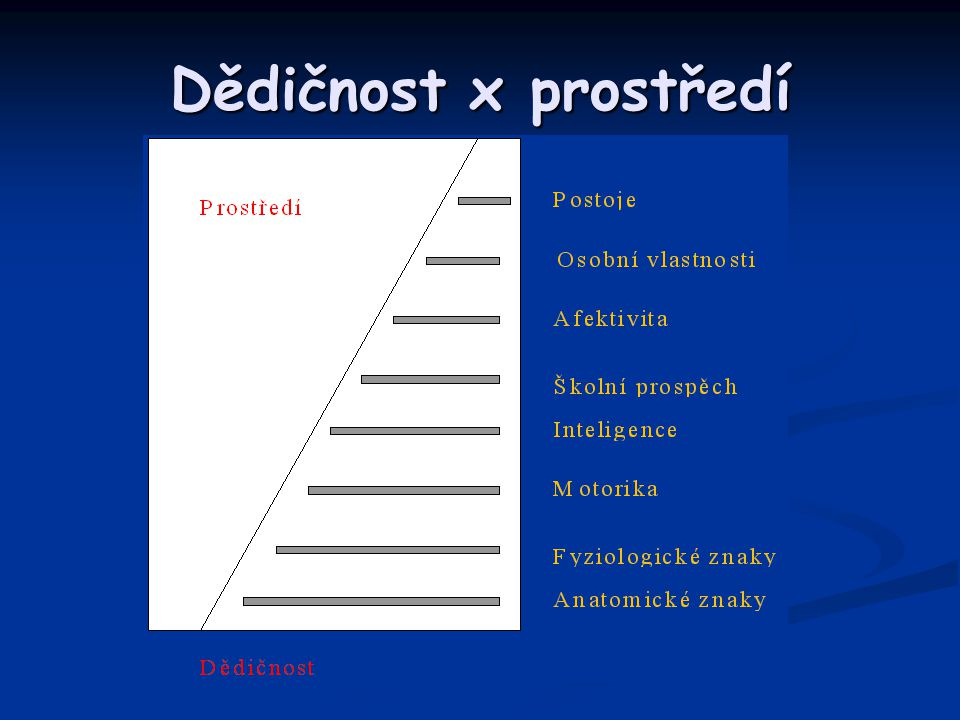 Dědičnost x prostředí
Prostředí
Postoje
Osobní vlastnosti
Afektivita
Školní prospěch
Inteligence
Motorika
Fyziologické znaky
Anatomické znaky
Dědičnost